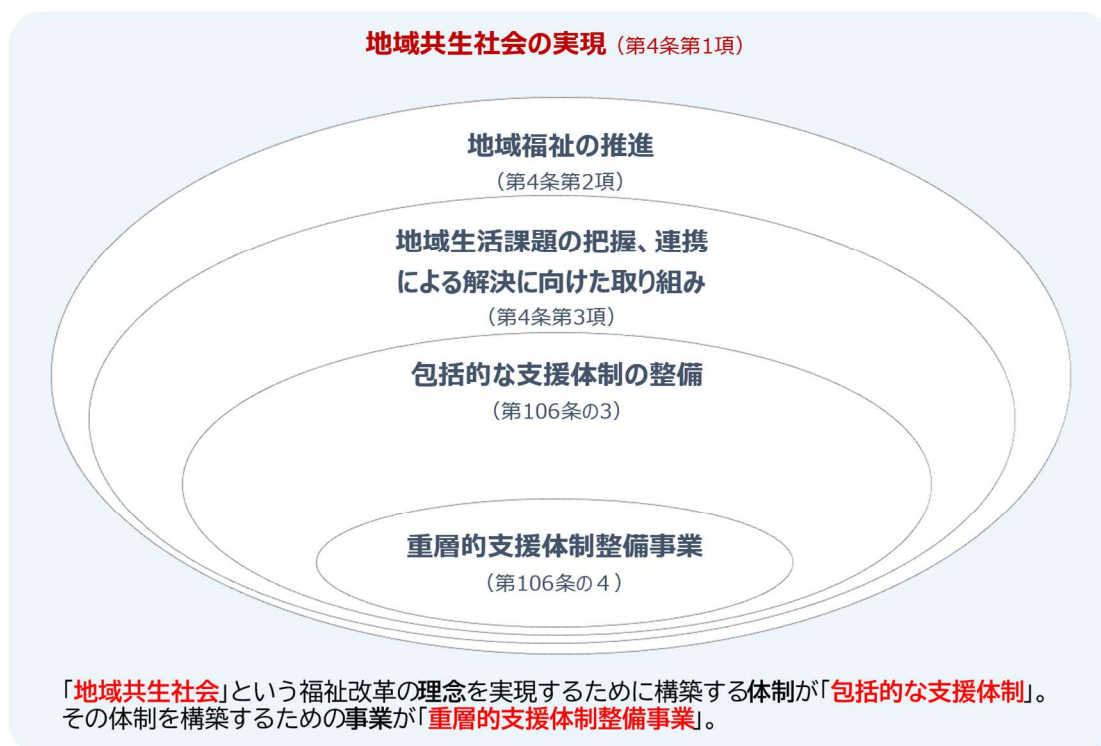 地域共生社会の実現（第4条第1項）
地域福祉の推進
（第4条第2項）
地域生活課題の把握、連携
による解決に向けた取り組み
（第4条第3項）
包括的な支援体制の整備
（第106条の3）
重層的支援体制整備事業
（第106条の４）
「地域共生社会」という福祉改革の理念を実現するために構築する体制が「包括的な支援体制」。
その体制を構築するための事業が「重層的支援体制整備事業」。